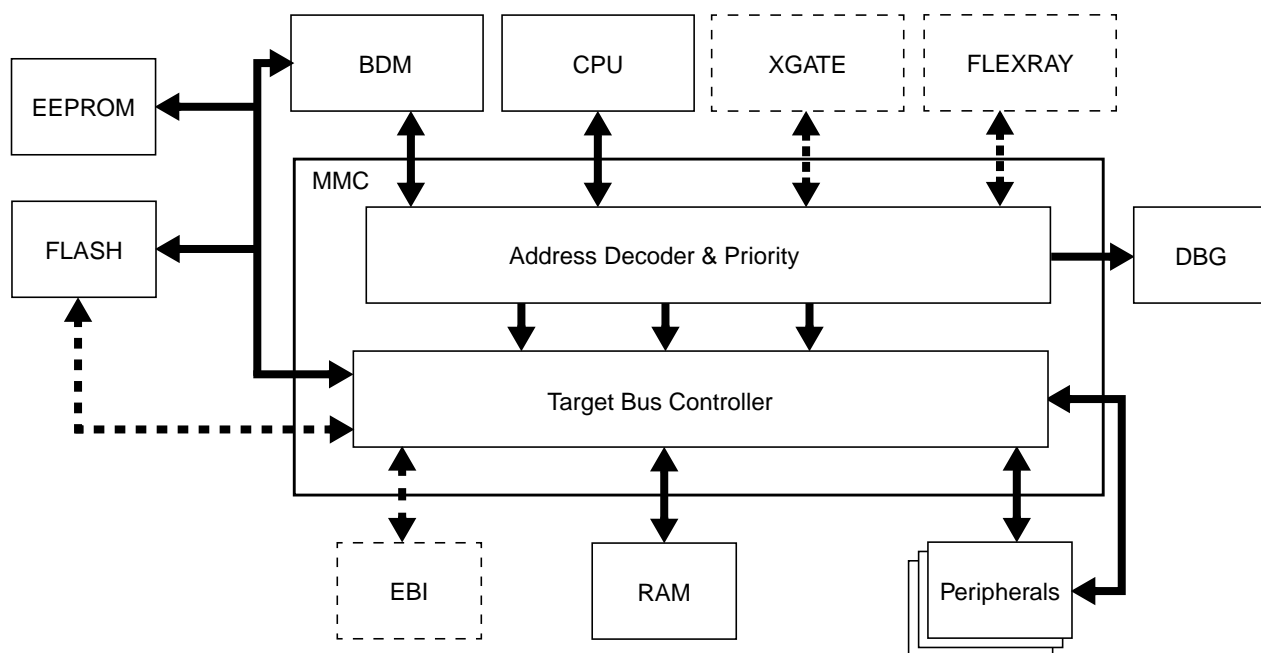 BDM
CPU
XGATE
FLEXRAY
EEPROM
MMC
FLASH
Address Decoder & Priority
DBG
Target Bus Controller
EBI
RAM
Peripherals